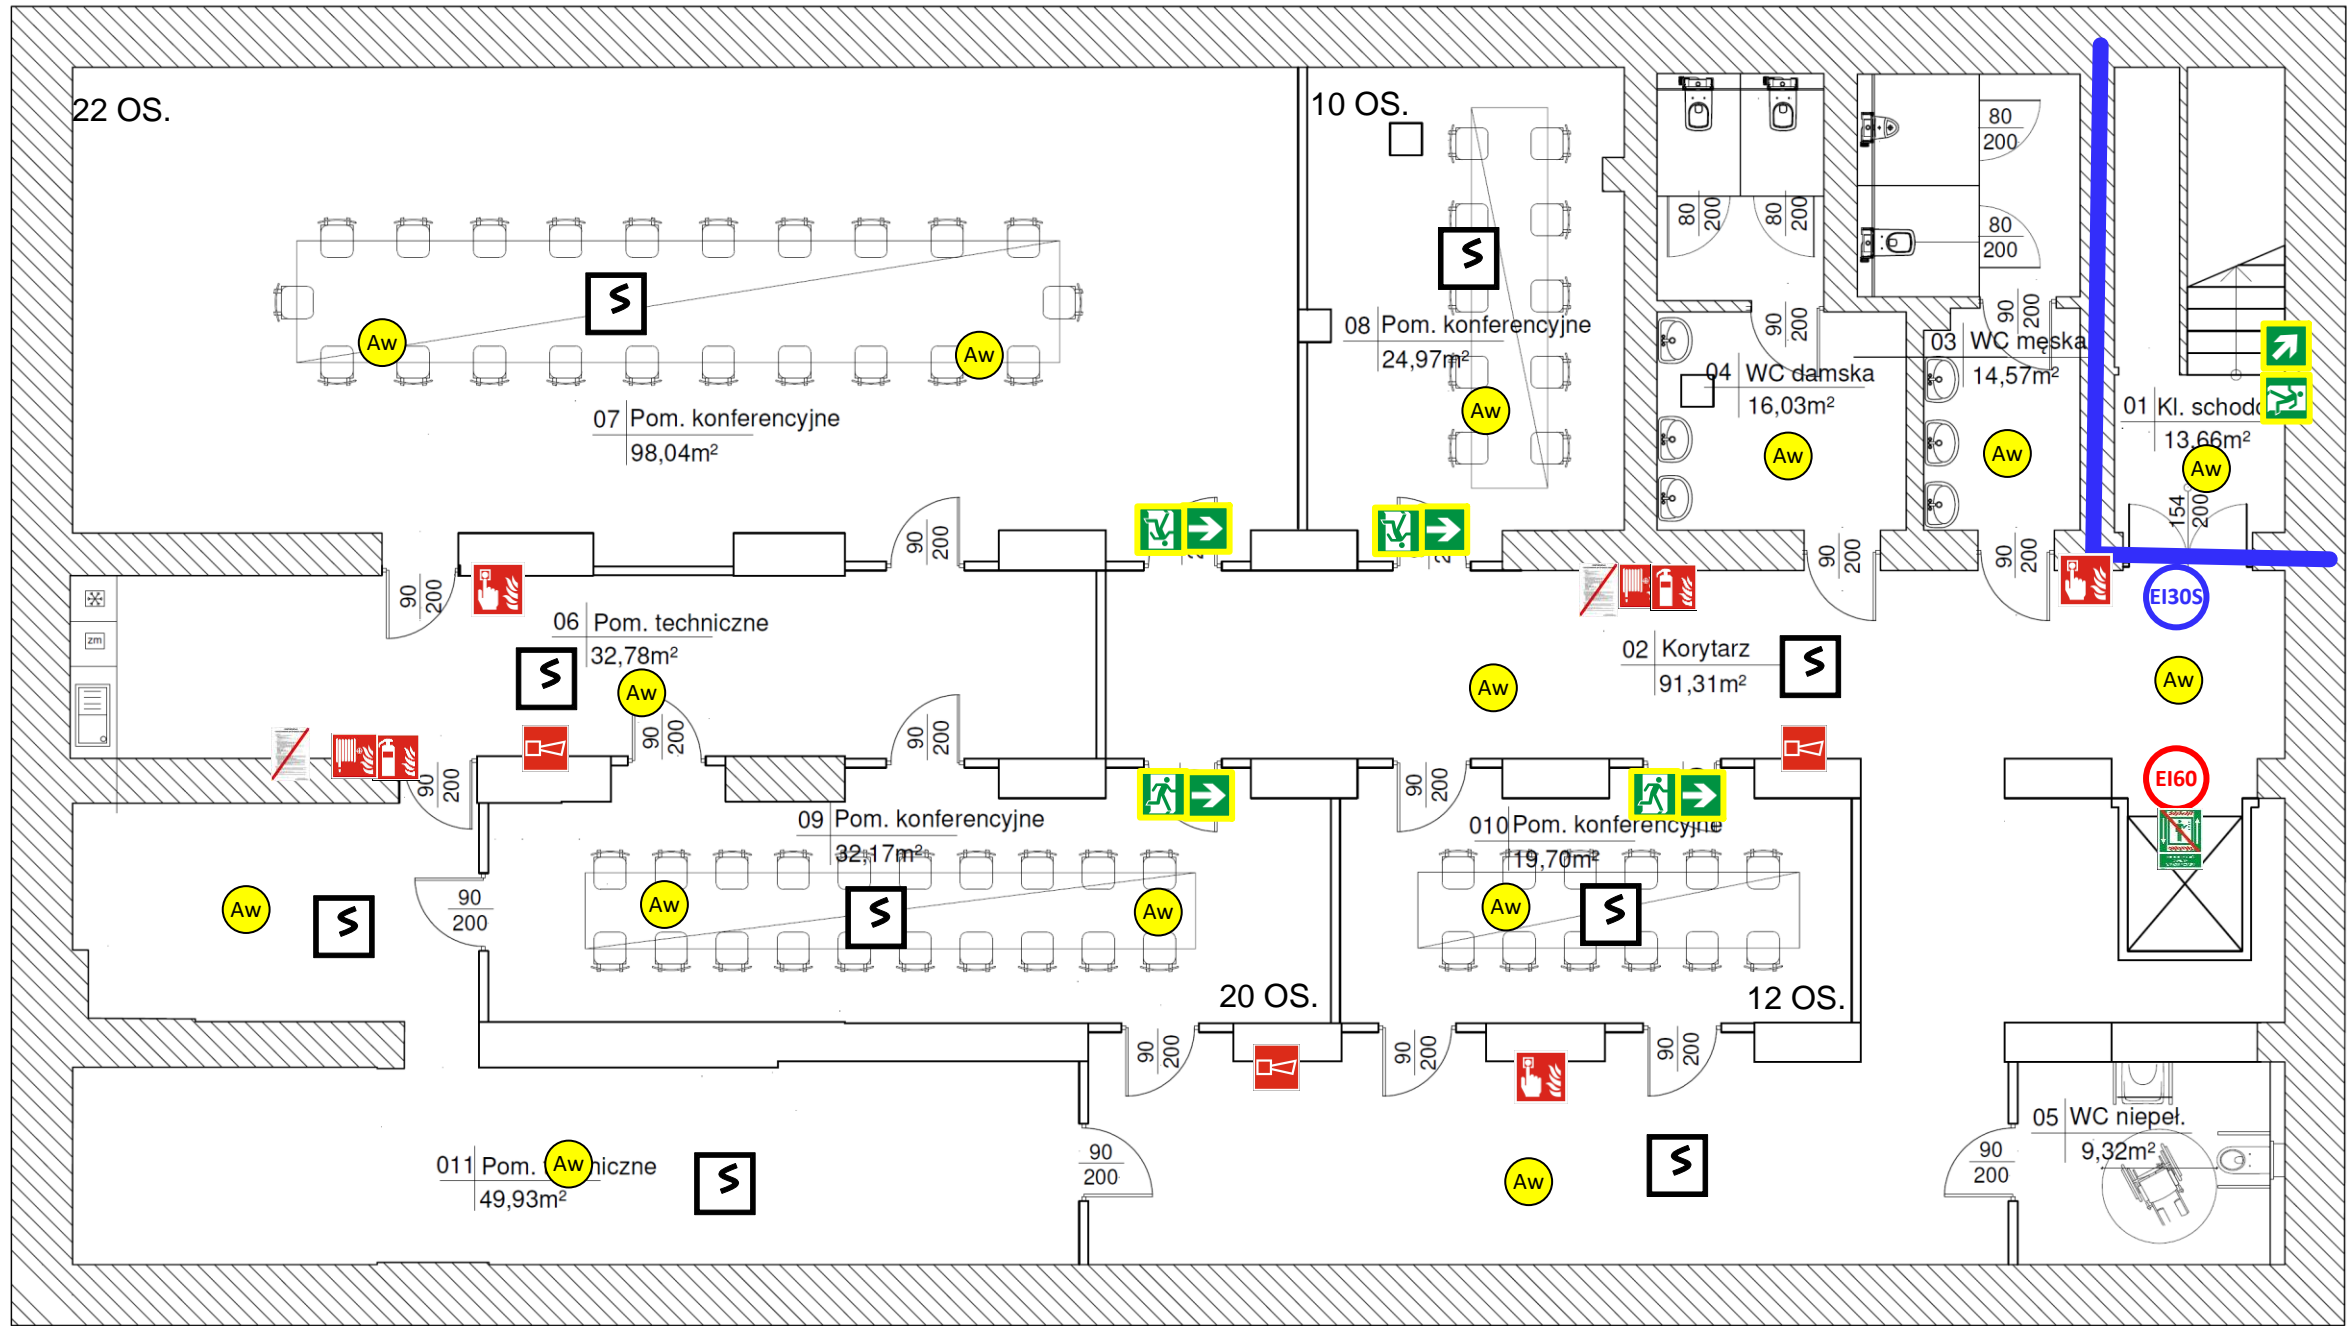 22 OS.
10 OS.
80
200
80
200
80
200
80
200
90
200
90
200
Aw
Aw
Aw
07 Pom. konferencyjne
98,04m²
08 Pom. konferencyjne
24,97m²
04 WC damska
16,03m²
03 WC męska
14,57m²
01 Kl. schodo
13,66m²
Aw
Aw
Aw
154
200
90
200
90
200
90
200
90
200
EI30S
zm
06 Pom. techniczne
32,78m²
Aw
02 Korytarz
91,31m²
Aw
Aw
90
200
90
200
90
200
90
200
EI60
09 Pom. konferencyjne
32,17m²
010 Pom. konferencyjne
19,70m²
Aw
90
200
Aw
Aw
Aw
20 OS.
12 OS.
90
200
90
200
90
200
011 Pom.
niczne
49,93m²
Aw
90
200
Aw
90
200
05 WC niepeł.
9,32m²